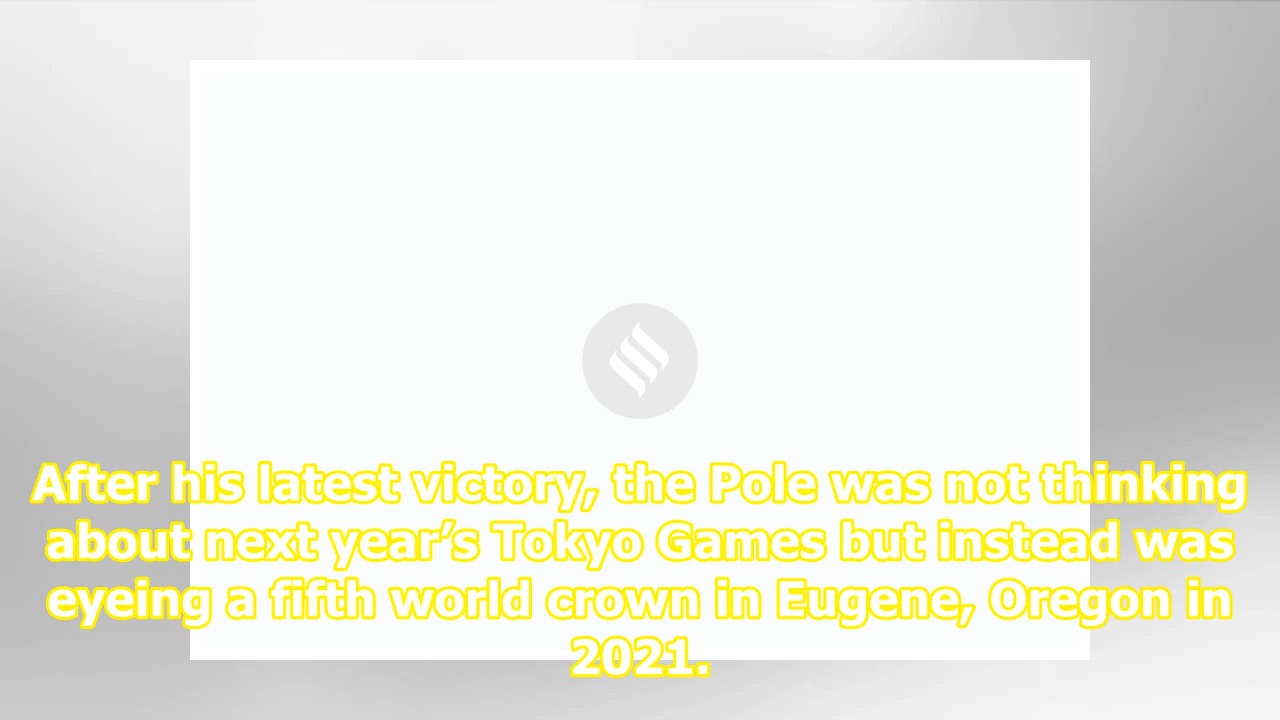 After his latest victory, the Pole was not thinking
about next year’s Tokyo Games but instead was
eyeing a fifth world crown in Eugene, Oregon in
2021.